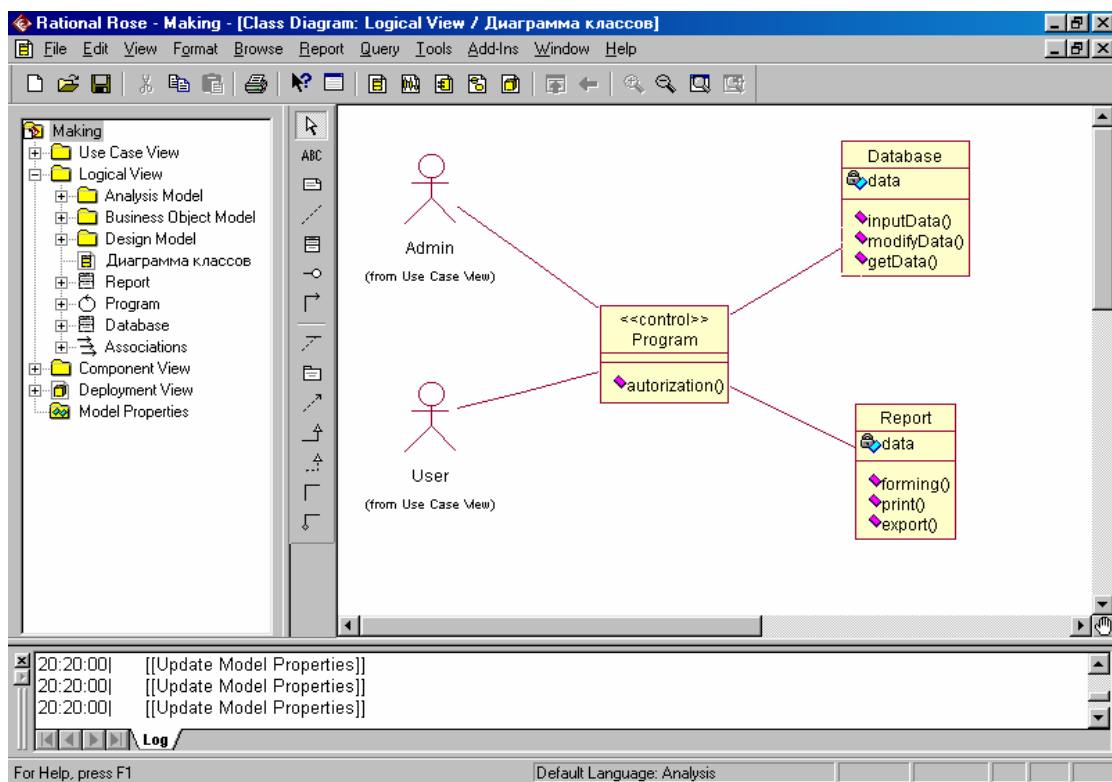 Rational Rose - Making - [Class Diagram: Logical View / Диаграмма классов]
File Edit View Format Browse Report Query Tools Add-Ins Window Help
Making
Use Case View
Logical View
Analysis Model
Business Object Model
Design Model
Диаграмма классов
Report
Program
Database
Associations
Component View
Deployment View
Model Properties
ABC
Admin
(from Use Case View)
User
(from Use Case View)
<<control>>
Program
autorization()
Database
data
inputData()
modifyData()
getData()
Report
data
forming()
print()
export()
20:20:00| [[Update Model Properties]]
20:20:00| [[Update Model Properties]]
20:20:00| [[Update Model Properties]]
Log
For Help, press F1
Default Language: Analysis